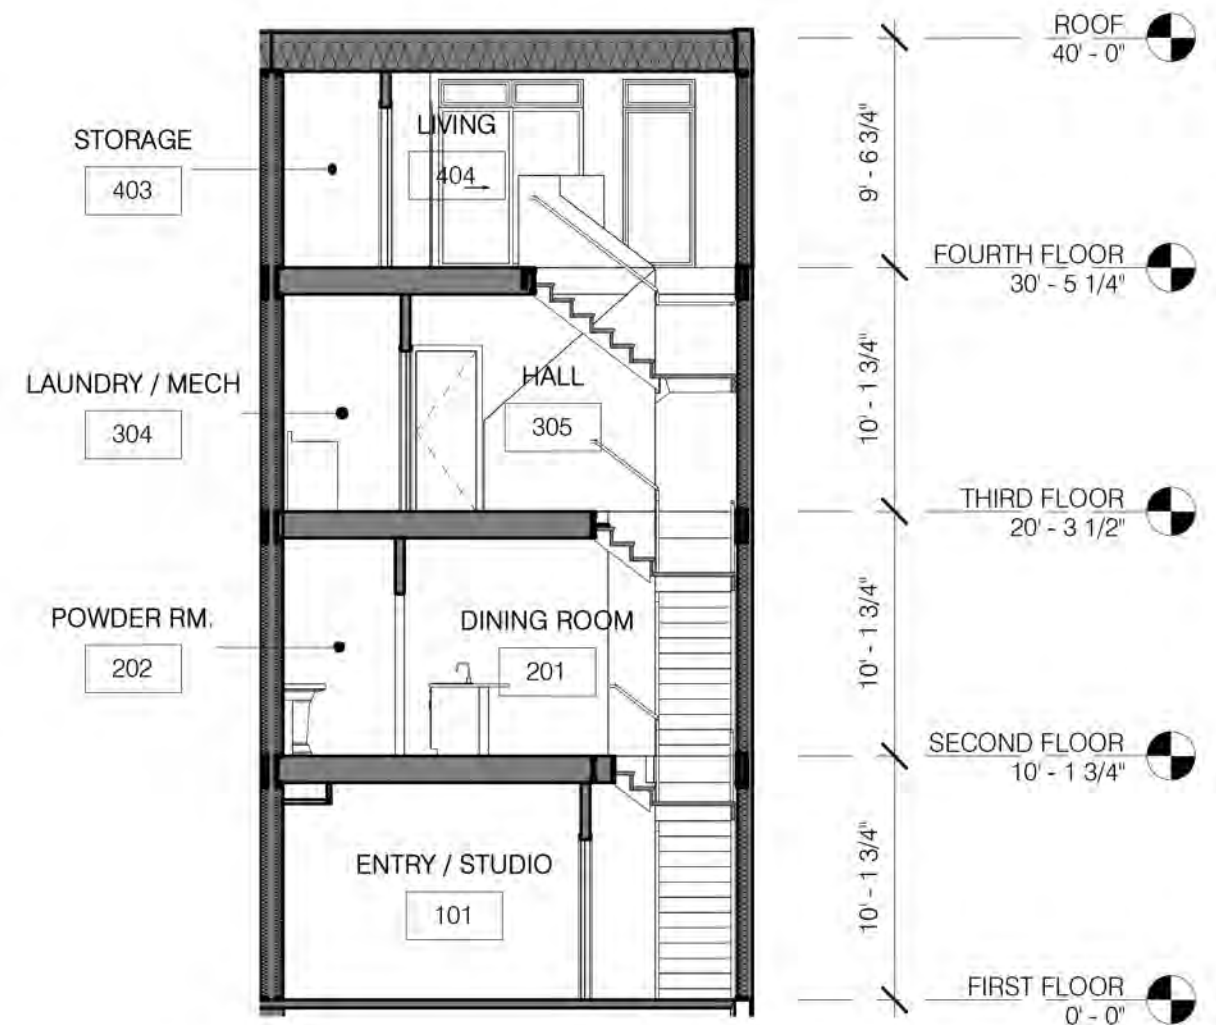 ROOF
40' - 0"
9' - 6 3/4"
STORAGE
403
LIVING
404
FOURTH FLOOR
30' - 5 1/4"
10' - 1 3/4"
LAUNDRY / MECH
304
HALL
305
THIRD FLOOR
20' - 3 1/2"
10' - 1 3/4"
POWDER RM.
202
DINING ROOM
201
SECOND FLOOR
10' - 1 3/4"
10' - 1 3/4"
ENTRY / STUDIO
101
FIRST FLOOR
0' - 0"